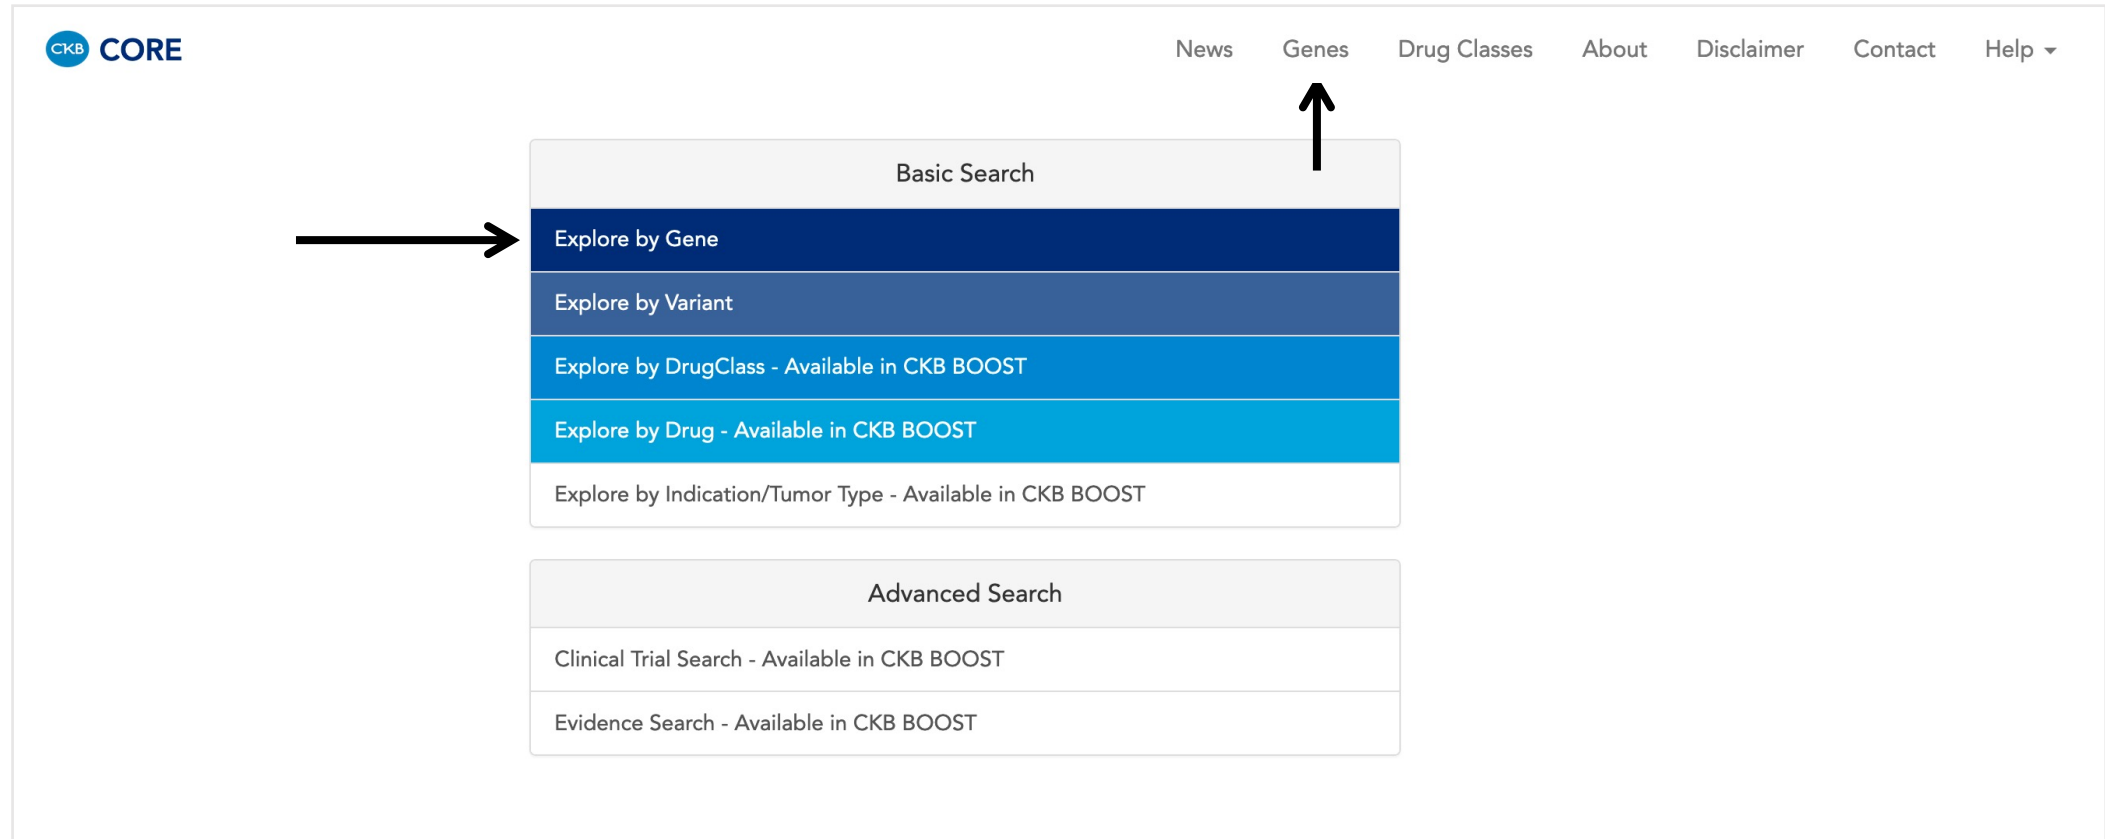 CKB CORE
News Genes Drug Classes About Disclaimer Contact Help
Basic Search
Explore by Gene
Explore by Variant
Explore by DrugClass - Available in CKB BOOST
Explore by Drug - Available in CKB BOOST
Explore by Indication/Tumor Type - Available in CKB BOOST
Advanced Search
Clinical Trial Search - Available in CKB BOOST
Evidence Search - Available in CKB BOOST